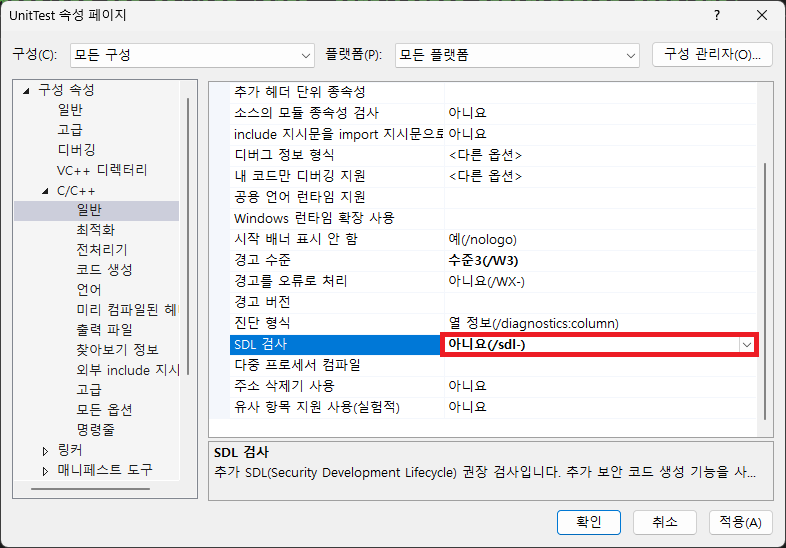 UnitTest 속성 페이지
구성(C): 모든 구성 플랫폼(P): 모든 플랫폼 구성 관리자(O)...
구성 속성
일반
고급
디버깅
VC++ 디렉터리
C/C++
일반
최적화
전처리기
코드 생성
언어
미리 컴파일된 헤
출력 파일
찾아보기 정보
외부 include 지시
고급
모든 옵션
명령줄
링커
매니페스트 도구
추가 헤더 단위 종속성
소스의 모듈 종속성 검사 아니요
include 지시문을 import 지시문으로 아니요
디버그 정보 형식 <다른 옵션>
내 코드만 디버깅 지원 <다른 옵션>
공용 언어 런타임 지원
Windows 런타임 확장 사용
시작 배너 표시 안 함 예(/nologo)
경고 수준 수준3(/W3)
경고를 오류로 처리 아니요(/WX-)
경고 버전
진단 형식 열 정보(/diagnostics:column)
SDL 검사 아니요(/sdl-)
다중 프로세서 컴파일
주소 삭제기 사용 아니요
유사 항목 지원 사용(실험적) 아니요
SDL 검사
추가 SDL(Security Development Lifecycle) 권장 검사입니다. 추가 보안 코드 생성 기능을 사...
확인 취소 적용(A)